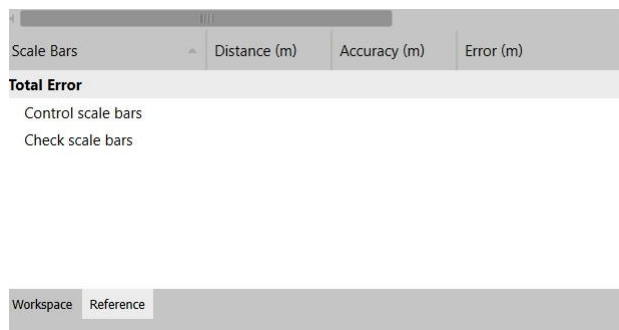 Scale Bars Distance (m) Accuracy (m) Error (m)
Total Error
Control scale bars
Check scale bars
Workspace Reference